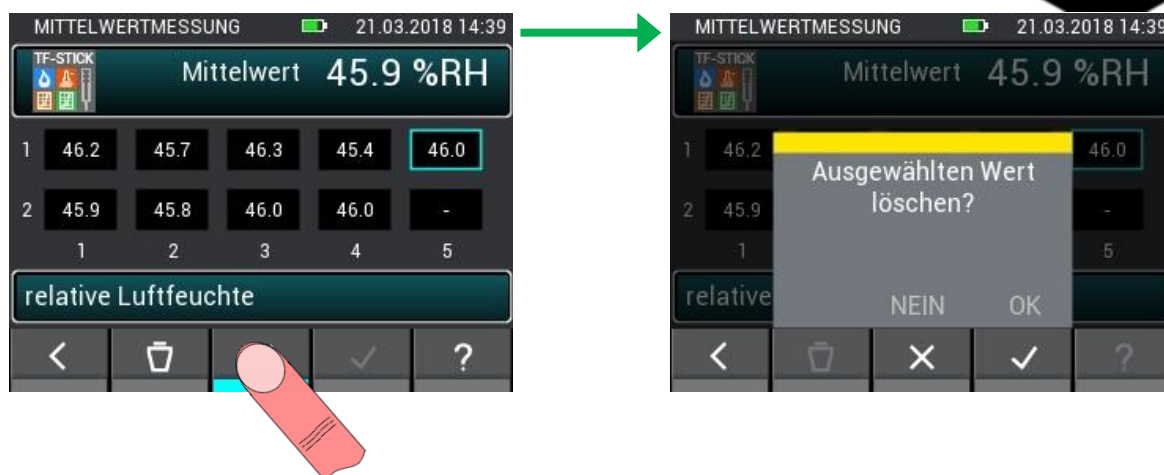 MITTELWERTMESSUNG 21.03.2018 14:39
TF-STICK
Mittelwert 45.9 %RH
1 46.2 45.7 46.3 45.4 46.0
2 45.9 45.8 46.0 46.0 -
1 2 3 4 5
relative Luftfeuchte
?
MITTELWERTMESSUNG 21.03.2018 14:39
TF-STICK
Mittelwert 45.9 %RH
1 46.2 46.0
Ausgewählten Wert
löschen?
2 45.9 -
1 5
relative
NEIN OK
?